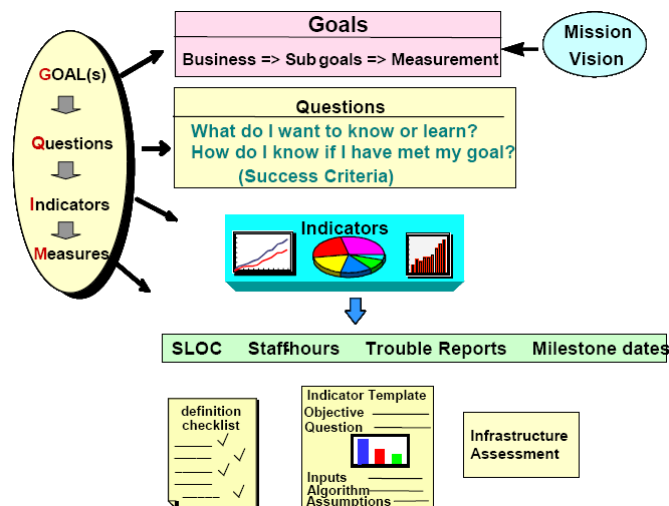 GOAL(s)
Questions
Indicators
Measures
Goals
Business => Sub goals => Measurement
Mission
Vision
Questions
What do I want to know or learn?
How do I know if I have met my goal?
(Success Criteria)
Indicators
SLOC Staff-hours Trouble Reports Milestone dates
definition
checklist
Indicator Template
Objective
Question
Inputs
Algorithm
Assumptions
Infrastructure
Assessment